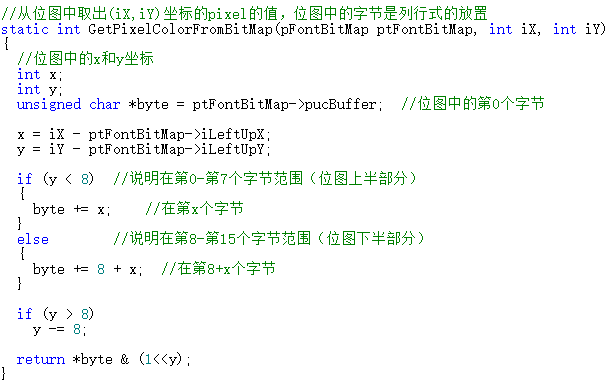 //从位图中取出(iX,iY)坐标的pixel的值，位图中的字节是列行式的放置
static int GetPixelColorFromBitMap(pFontBitMap ptFontBitMap, int iX, int iY)
{
  //位图中的x和y坐标
  int x;
  int y;
  unsigned char *byte = ptFontBitMap->pucBuffer;  //位图中的第0个字节

  x = iX - ptFontBitMap->iLeftUpX;
  y = iY - ptFontBitMap->iLeftUpY;

  if (y < 8)  //说明在第0-第7个字节范围（位图上半部分）
  {
    byte += x;    //在第x个字节
  }
  else        //说明在第8-第15个字节范围（位图下半部分）
  {
    byte += 8 + x;  //在第8+x个字节
  }

  if (y > 8)
    y -= 8;

  return *byte & (1<<y);
}